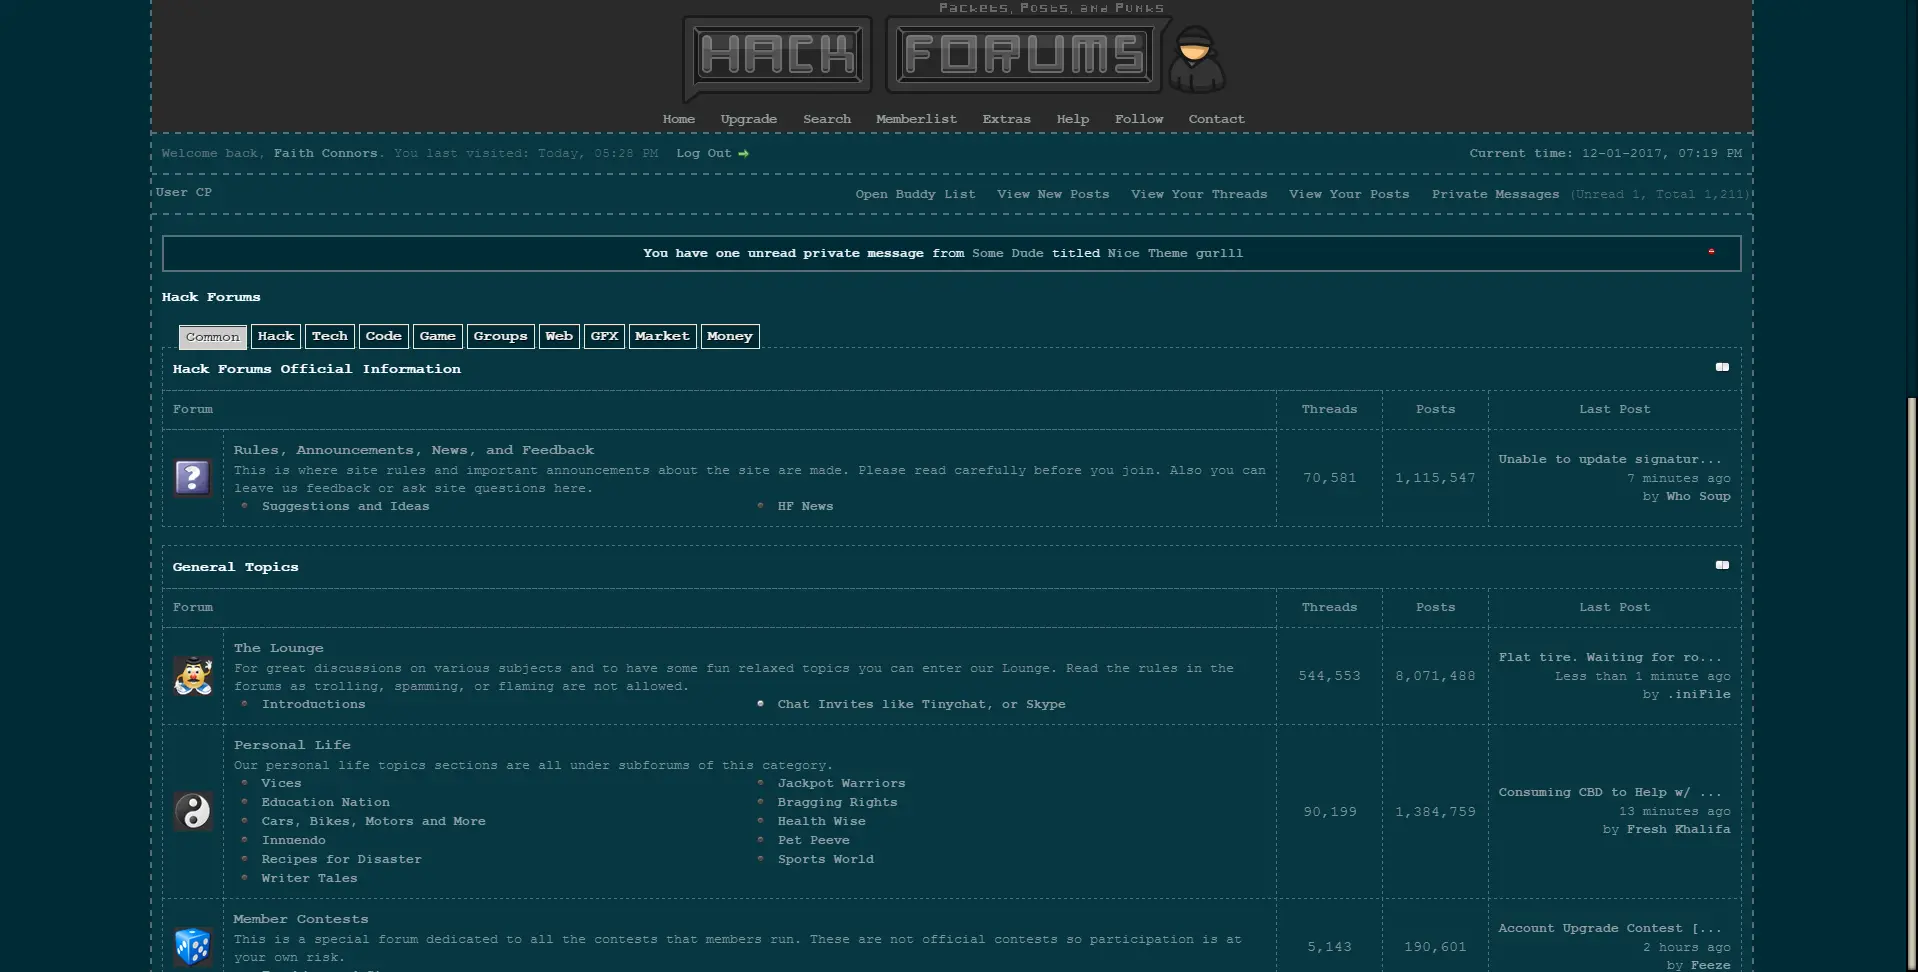 Packets, Posts, and Punks
HACK FORUMS
Home Upgrade Search Memberlist Extras Help Follow Contact
Welcome back, Faith Connors. You last visited: Today, 05:28 PM Log Out
Current time: 12-01-2017, 07:19 PM
User CP
Open Buddy List View New Posts View Your Threads View Your Posts Private Messages (Unread 1, Total 1,211)
You have one unread private message from Some Dude titled Nice Theme gurlll
Hack Forums
Common Hack Tech Code Game Groups Web GFX Market Money
Hack Forums Official Information
Forum Threads Posts Last Post
Rules, Announcements, News, and Feedback
This is where site rules and important announcements about the site are made. Please read carefully before you join. Also you can
leave us feedback or ask site questions here.
Suggestions and Ideas HF News
70,581 1,115,547
Unable to update signatur...
7 minutes ago
by Who Soup
General Topics
Forum Threads Posts Last Post
The Lounge
For great discussions on various subjects and to have some fun relaxed topics you can enter our Lounge. Read the rules in the
forums as trolling, spamming, or flaming are not allowed.
Introductions Chat Invites like Tinychat, or Skype
544,553 8,071,488
Flat tire. Waiting for ro...
Less than 1 minute ago
by .iniFile
Personal Life
Our personal life topics sections are all under subforums of this category.
Vices Jackpot Warriors
Education Nation Bragging Rights
Cars, Bikes, Motors and More Health Wise
Innuendo Pet Peeve
Recipes for Disaster Sports World
Writer Tales
90,199 1,384,759
Consuming CBD to Help w/ ...
13 minutes ago
by Fresh Khalifa
Member Contests
This is a special forum dedicated to all the contests that members run. These are not official contests so participation is at
your own risk.
5,143 190,601
Account Upgrade Contest [...
2 hours ago
by Feeze